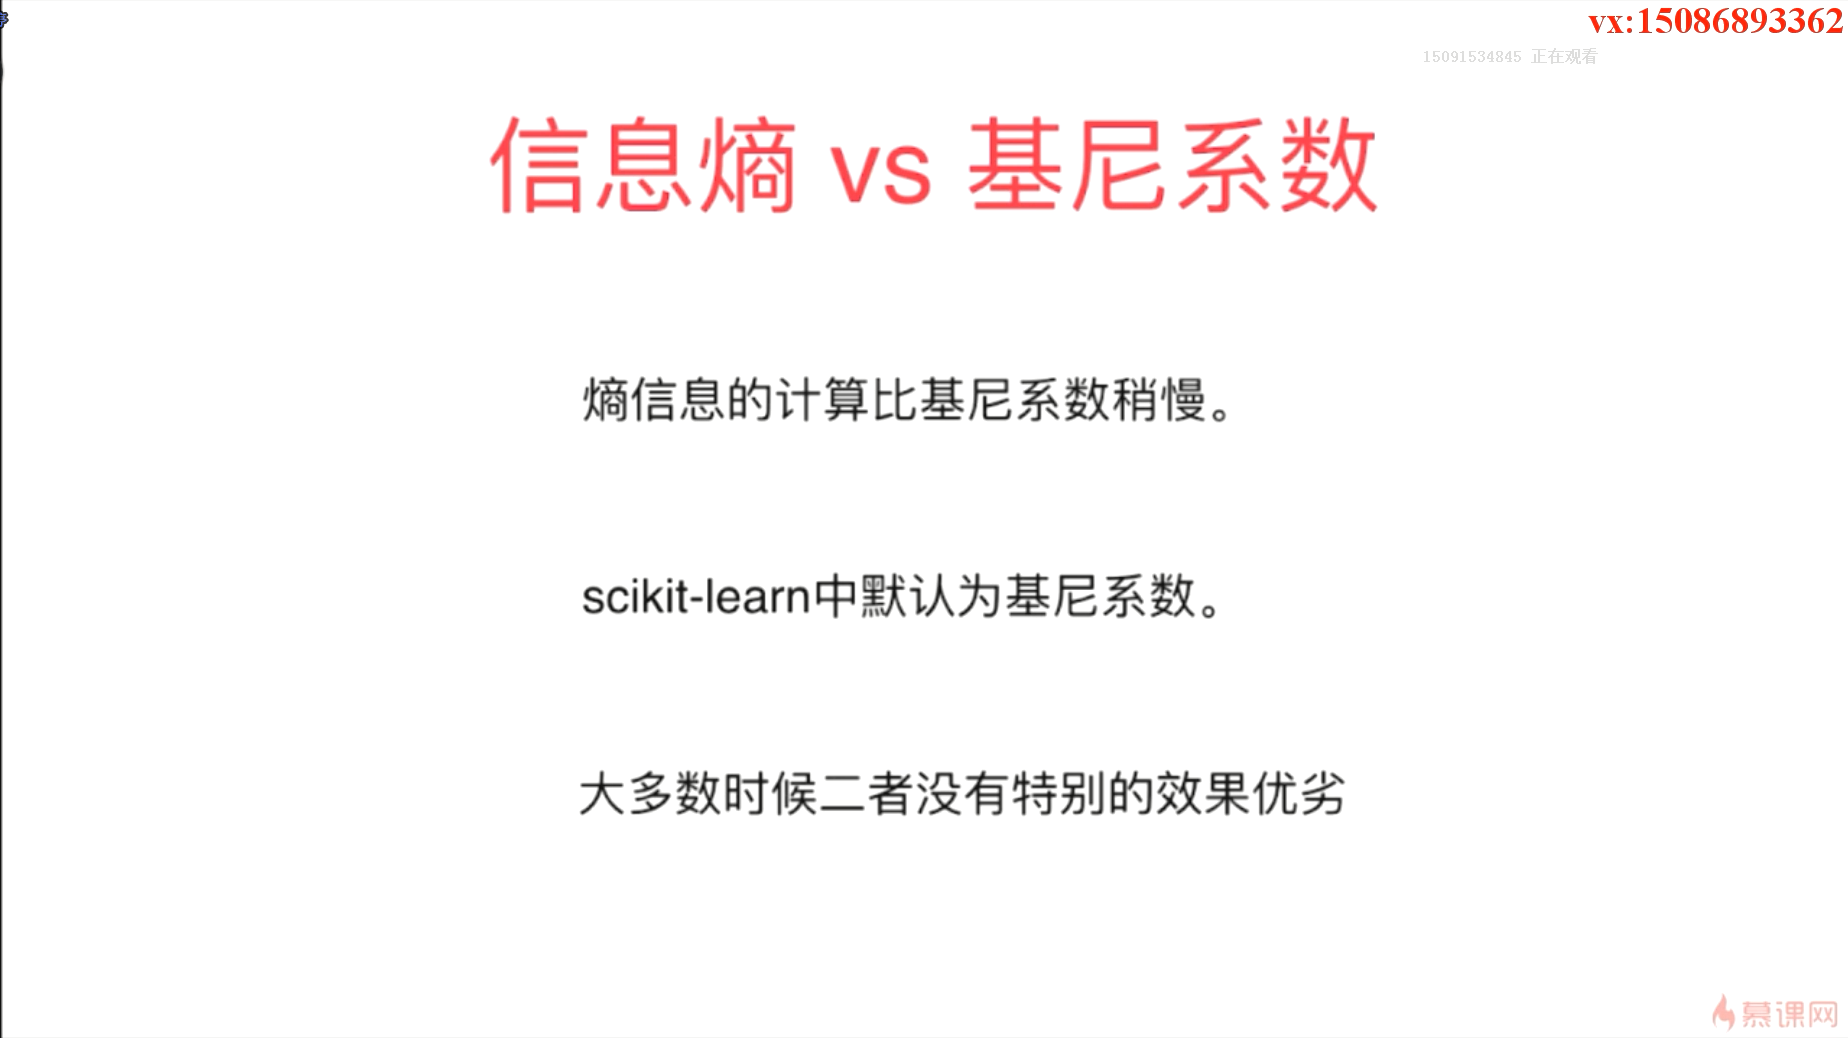 vx:15086893362
15091534845 正在观看
信息熵 vs 基尼系数
熵信息的计算比基尼系数稍慢。
scikit-learn中默认为基尼系数。
大多数时候二者没有特别的效果优劣
慕课网